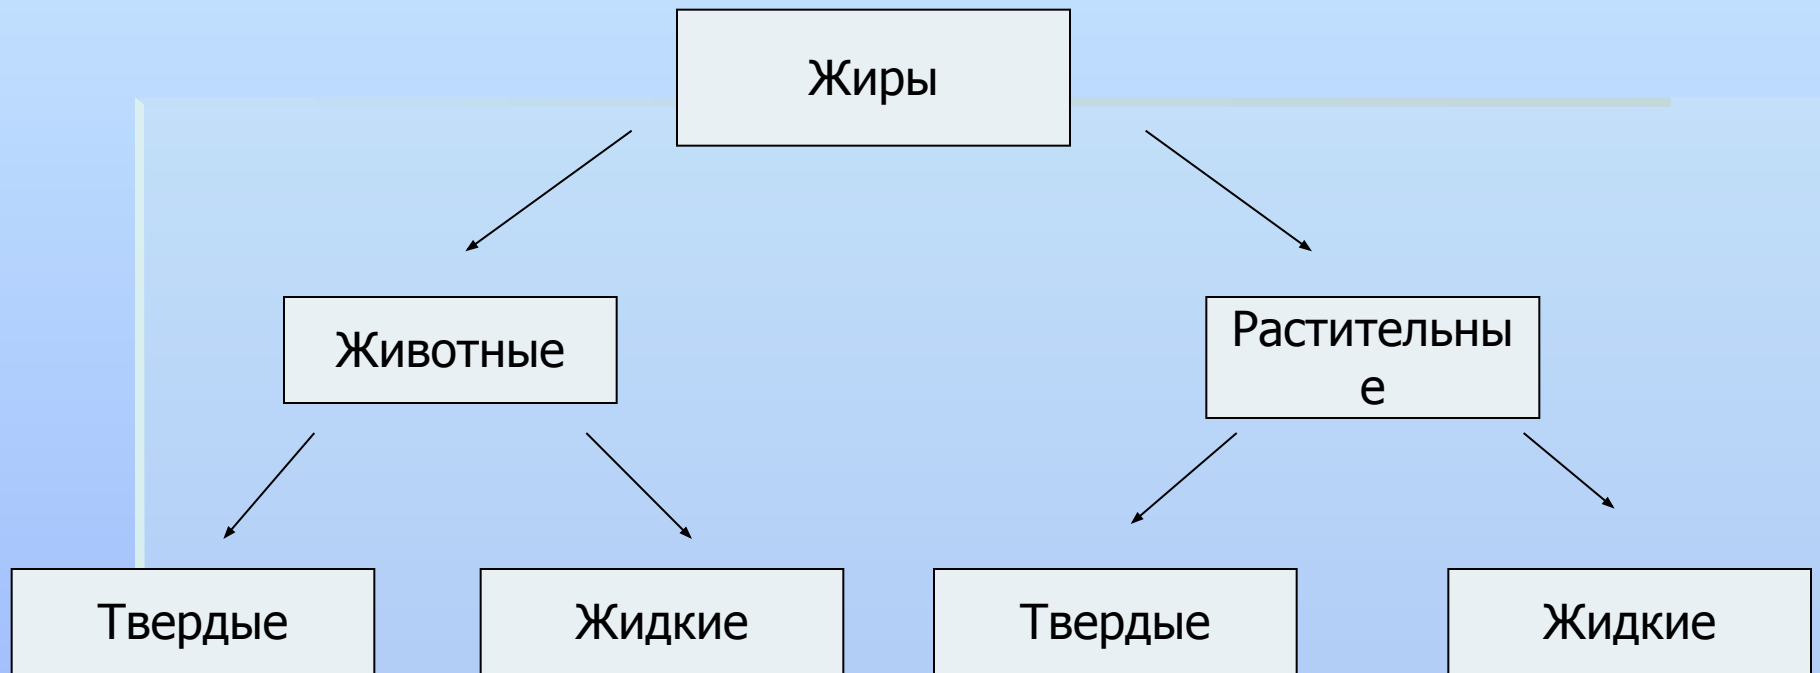 Жиры
Животные
Растительны
е
Твердые
Жидкие
Твердые
Жидкие